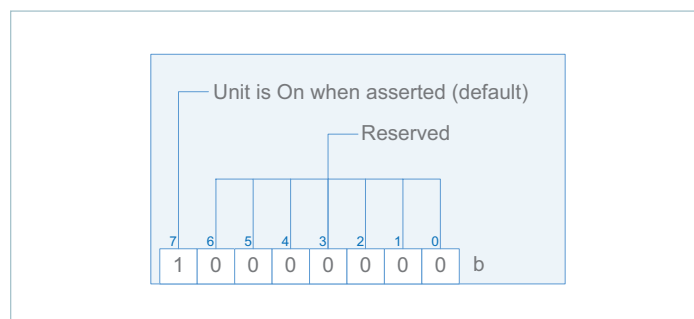 Unit is On when asserted (default)
Reserved
7 6 5 4 3 2 1 0
1 0 0 0 0 0 0 0 b